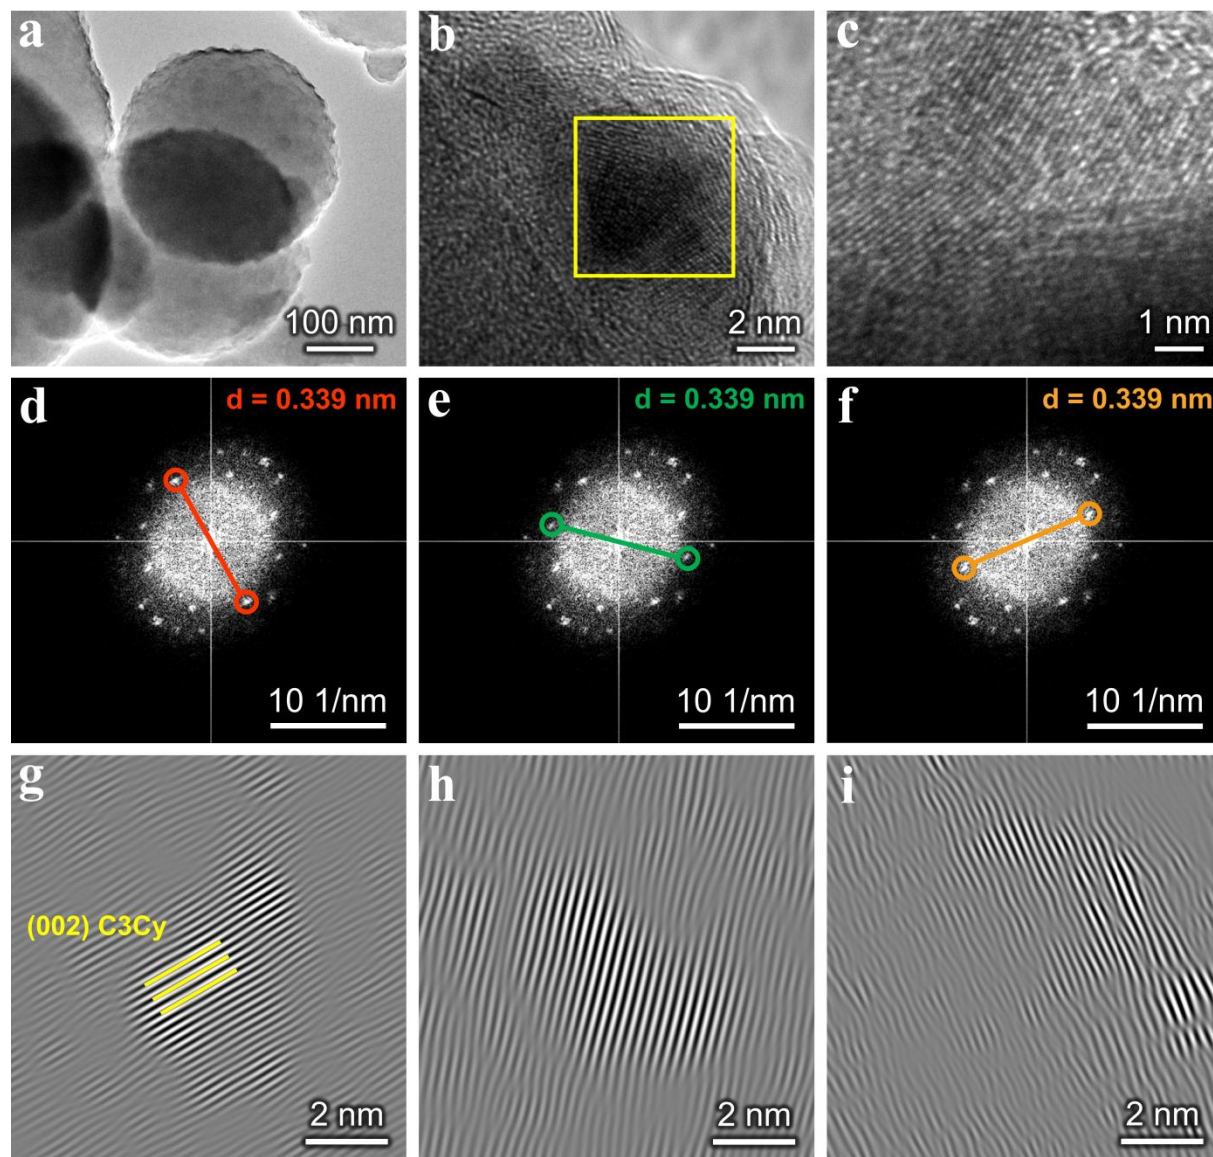 a
100 nm
b
2 nm
c
1 nm
d
d = 0.339 nm
10 1/nm
e
d = 0.339 nm
10 1/nm
f
d = 0.339 nm
10 1/nm
g
(002) C3Cy
2 nm
h
2 nm
i
2 nm